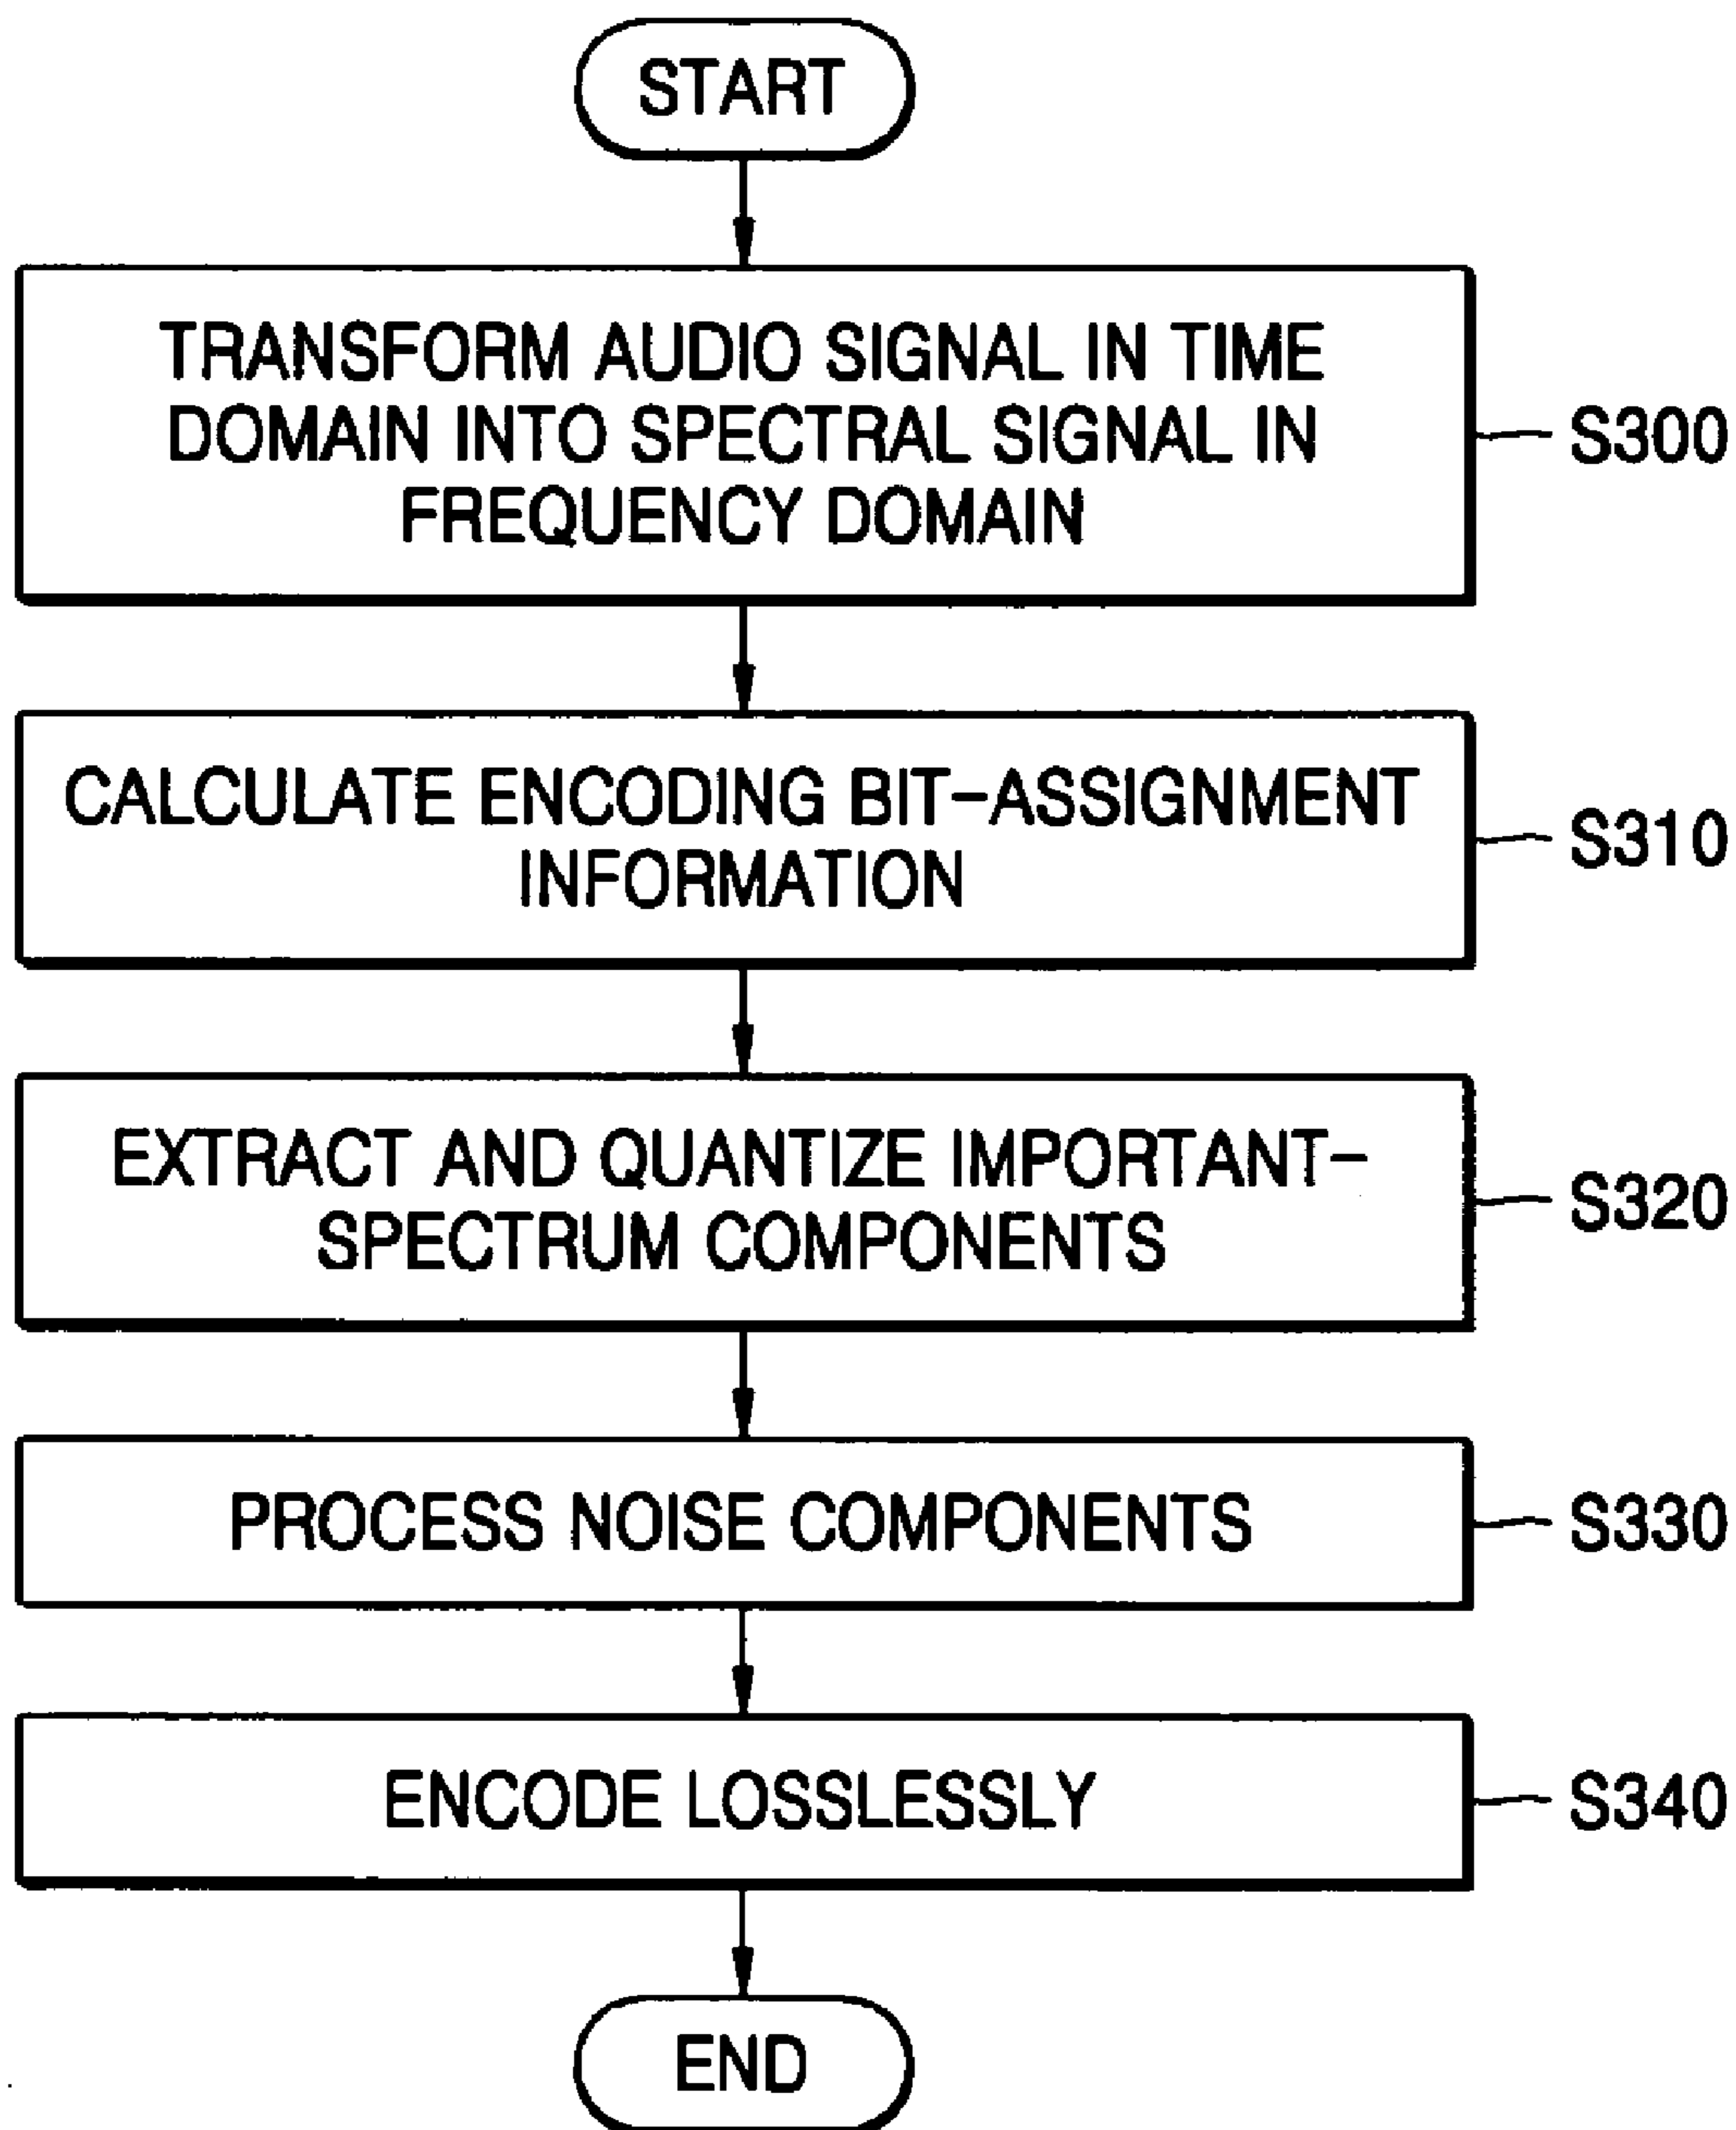 START
TRANSFORM AUDIO SIGNAL IN TIME
DOMAIN INTO SPECTRAL SIGNAL IN
FREQUENCY DOMAIN
S300
CALCULATE ENCODING BIT-ASSIGNMENT
INFORMATION
S310
EXTRACT AND QUANTIZE IMPORTANT-
SPECTRUM COMPONENTS
S320
PROCESS NOISE COMPONENTS
S330
ENCODE LOSSLESSLY
S340
END